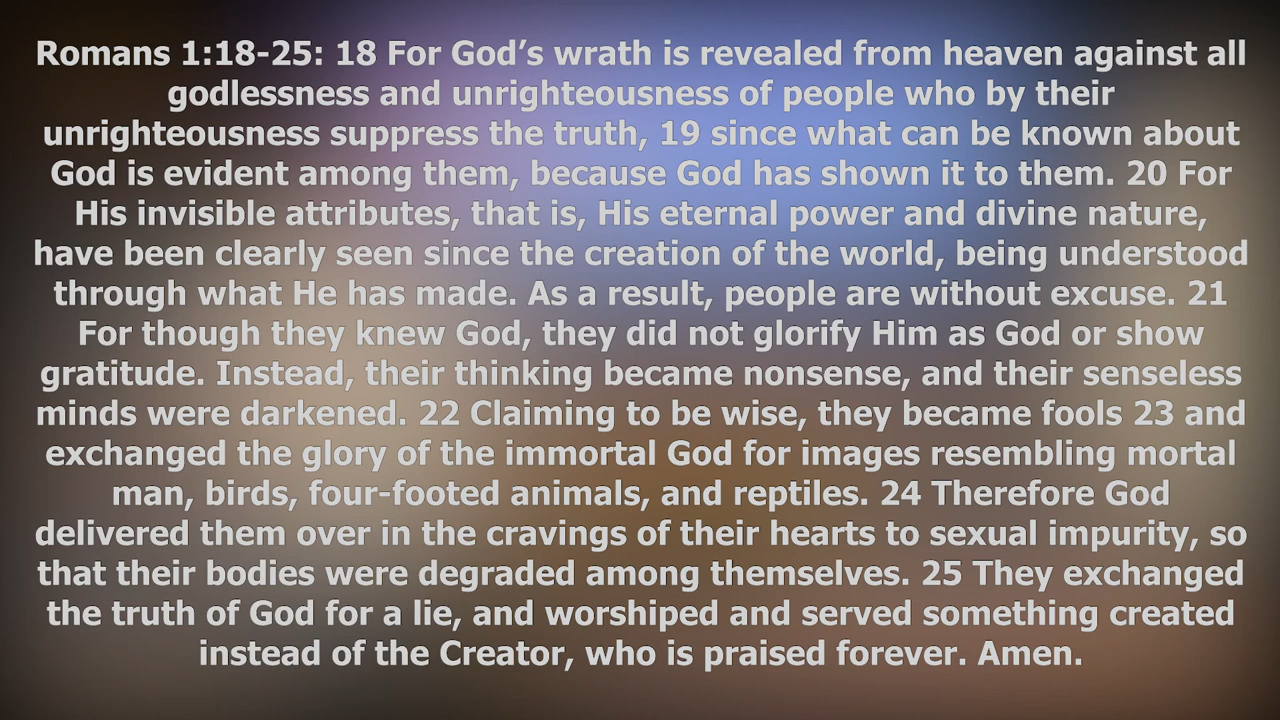 Romans 1:18-25: 18 For God’s wrath is revealed from heaven against all
godlessness and unrighteousness of people who by their
unrighteousness suppress the truth, 19 since what can be known about
God is evident among them, because God has shown it to them. 20 For
His invisible attributes, that is, His eternal power and divine nature,
have been clearly seen since the creation of the world, being understood
through what He has made. As a result, people are without excuse. 21
For though they knew God, they did not glorify Him as God or show
gratitude. Instead, their thinking became nonsense, and their senseless
minds were darkened. 22 Claiming to be wise, they became fools 23 and
exchanged the glory of the immortal God for images resembling mortal
man, birds, four-footed animals, and reptiles. 24 Therefore God
delivered them over in the cravings of their hearts to sexual impurity, so
that their bodies were degraded among themselves. 25 They exchanged
the truth of God for a lie, and worshiped and served something created
instead of the Creator, who is praised forever. Amen.